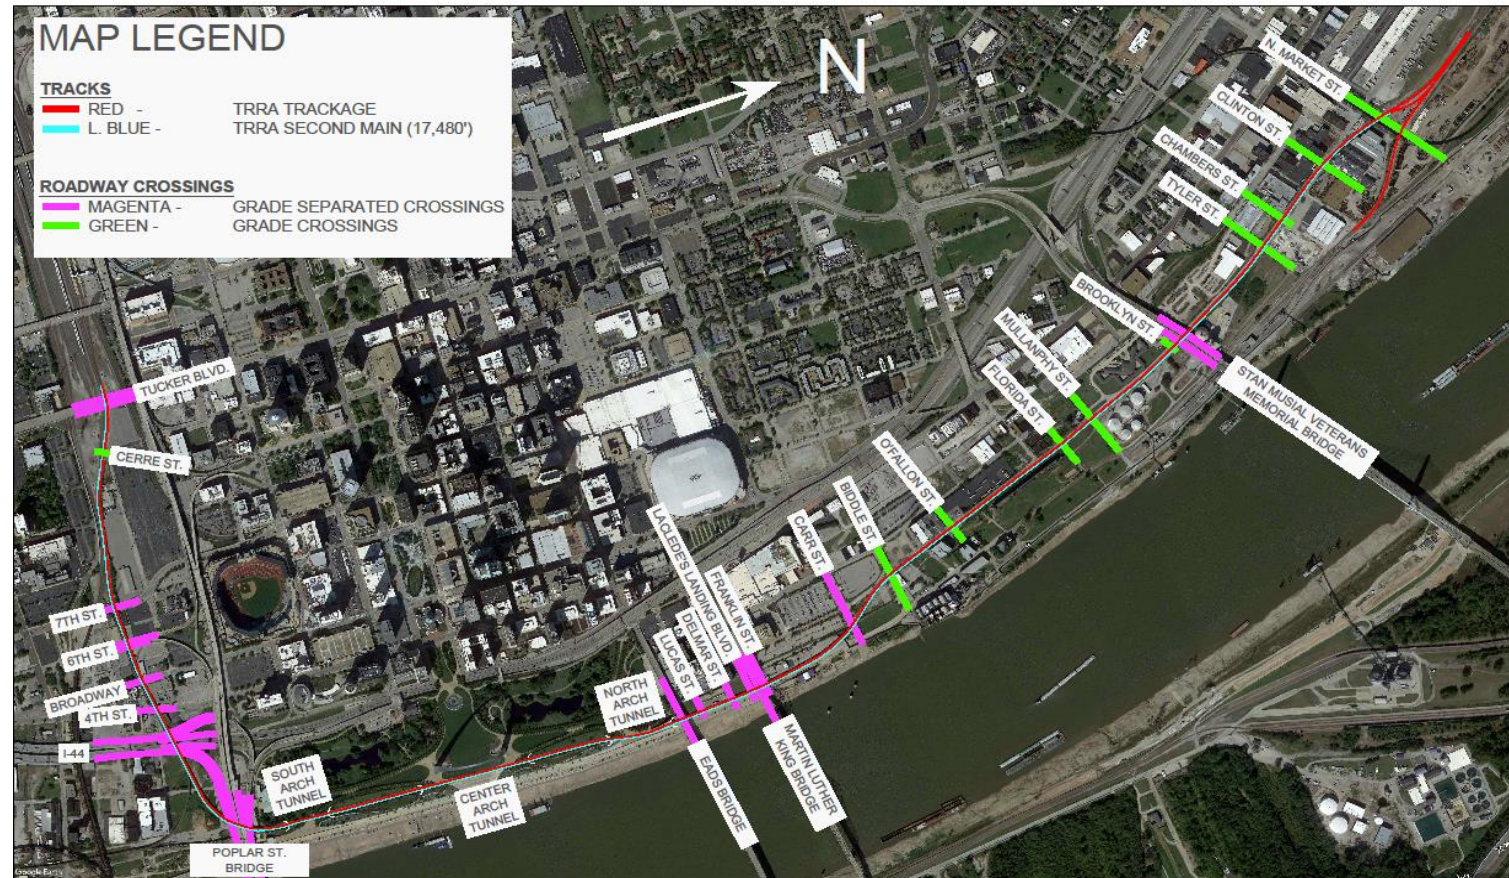 MAP LEGEND
TRACKS
RED - TRRA TRACKAGE
L. BLUE - TRRA SECOND MAIN (17,480')
ROADWAY CROSSINGS
MAGENTA - GRADE SEPARATED CROSSINGS
GREEN - GRADE CROSSINGS
N
N. MARKET ST.
CLINTON ST.
CHAMBERS ST.
TYLER ST.
BROOKLYN ST.
STAN MUSIAL VETERANS
MEMORIAL BRIDGE
MULLANPHY ST.
FLORIDA ST.
O'FALLON ST.
BIDDLE ST.
CARR ST.
FRANKLIN ST.
LACLEDE'S LANDING BLVD.
DELMAR ST.
LUCAS ST.
NORTH
ARCH
TUNNEL
MARTIN LUTHER
KING BRIDGE
EADS BRIDGE
CENTER
ARCH
TUNNEL
SOUTH
ARCH
TUNNEL
TUCKER BLVD.
CERRE ST.
7TH ST.
6TH ST.
BROADWAY
4TH ST.
I-44
POPLAR ST.
BRIDGE
Google Earth